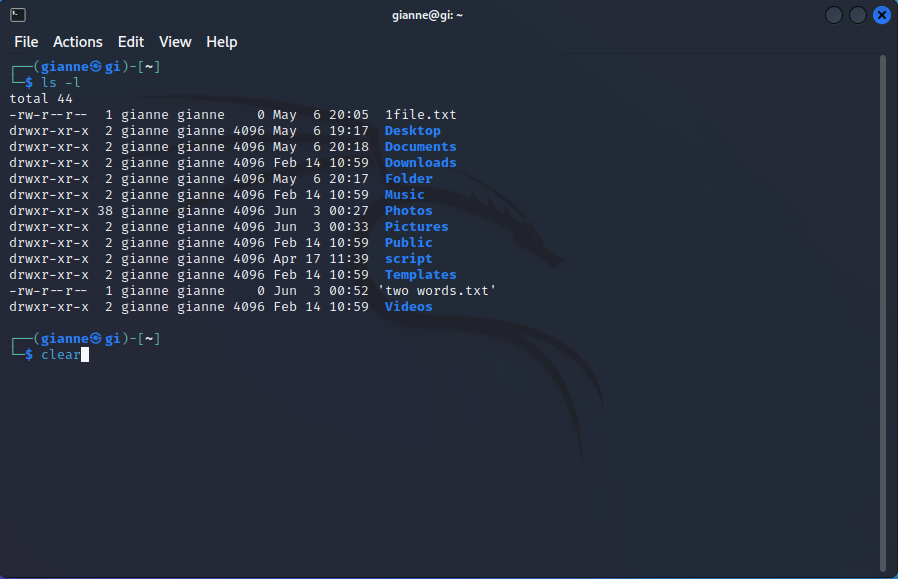 gianne@gi: ~
File Actions Edit View Help
┌──(gianne㉿gi)-[~]
└─$ ls -l
total 44
-rw-r--r--  1 gianne gianne    0 May  6 20:05  1file.txt
drwxr-xr-x  2 gianne gianne 4096 May  6 19:17  Desktop
drwxr-xr-x  2 gianne gianne 4096 May  6 20:18  Documents
drwxr-xr-x  2 gianne gianne 4096 Feb 14 10:59  Downloads
drwxr-xr-x  2 gianne gianne 4096 May  6 20:17  Folder
drwxr-xr-x  2 gianne gianne 4096 Feb 14 10:59  Music
drwxr-xr-x 38 gianne gianne 4096 Jun  3 00:27  Photos
drwxr-xr-x  2 gianne gianne 4096 Jun  3 00:33  Pictures
drwxr-xr-x  2 gianne gianne 4096 Feb 14 10:59  Public
drwxr-xr-x  2 gianne gianne 4096 Apr 17 11:39  script
drwxr-xr-x  2 gianne gianne 4096 Feb 14 10:59  Templates
-rw-r--r--  1 gianne gianne    0 Jun  3 00:52 'two words.txt'
drwxr-xr-x  2 gianne gianne 4096 Feb 14 10:59  Videos
┌──(gianne㉿gi)-[~]
└─$ clear